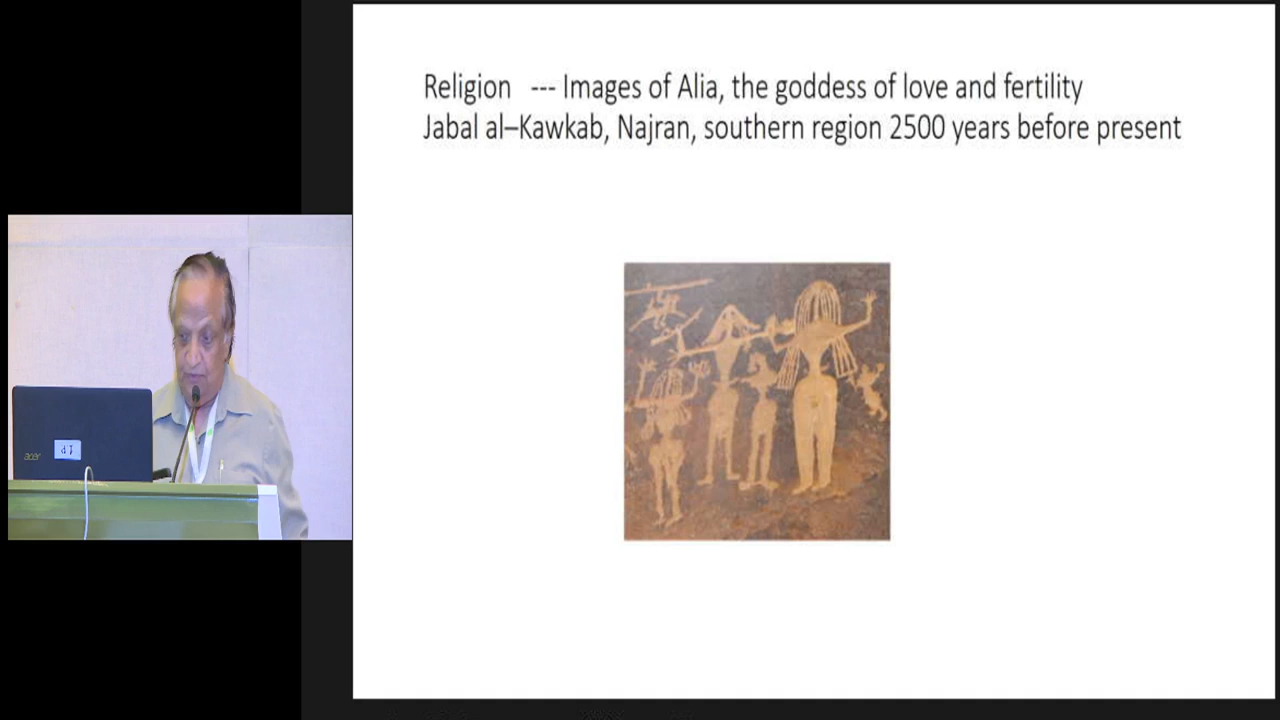 Religion --- Images of Alia, the goddess of love and fertility
Jabal al–Kawkab, Najran, southern region 2500 years before present
acer